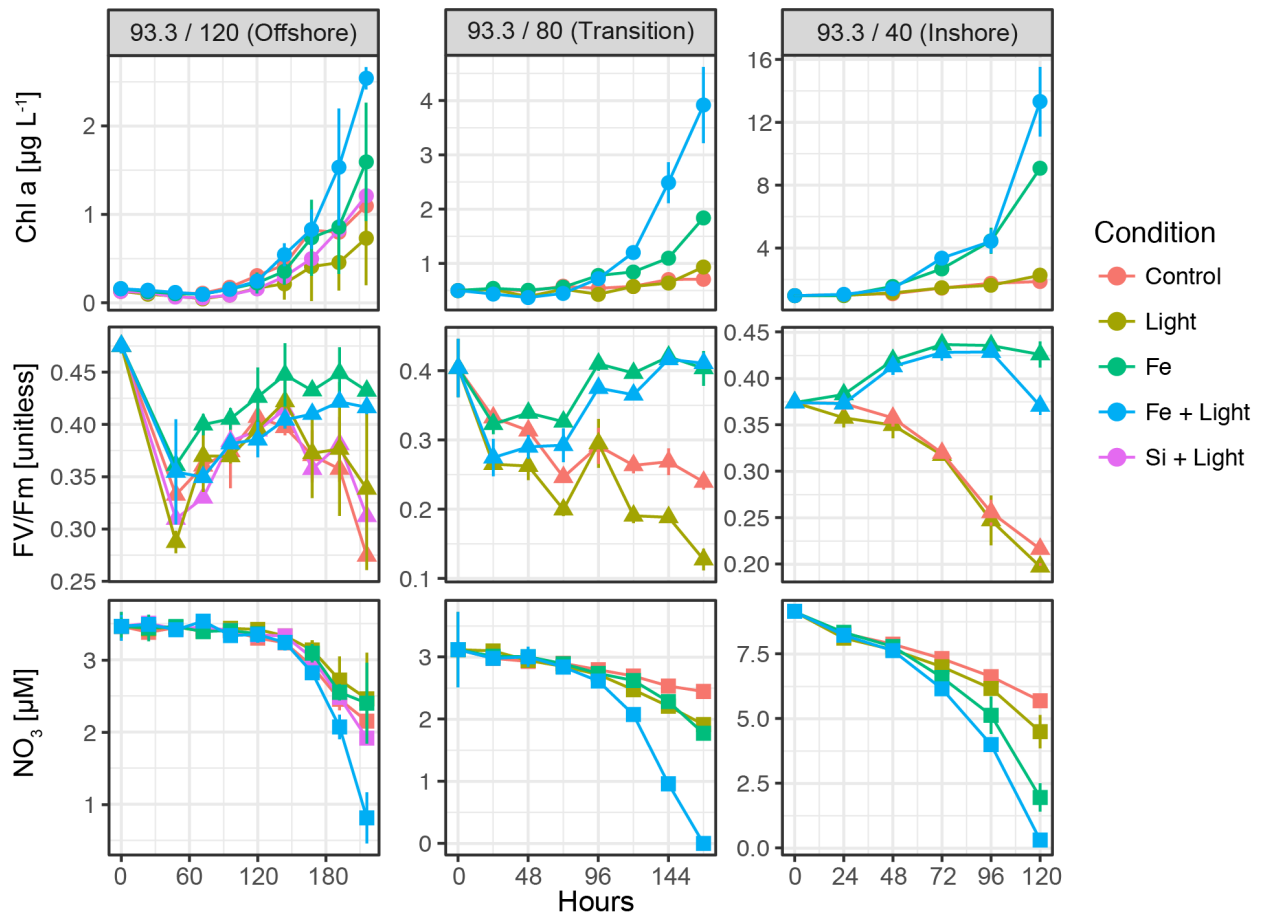 93.3 / 120 (Offshore)
93.3 / 80 (Transition)
93.3 / 40 (Inshore)
Chl a [µg L⁻¹]
2
1
0
4
3
2
1
16
12
8
4
FV/Fm [unitless]
0.45
0.40
0.35
0.30
0.25
0.4
0.3
0.2
0.1
0.45
0.40
0.35
0.30
0.25
0.20
NO₃ [µM]
3
2
1
3
2
1
0
7.5
5.0
2.5
0.0
0 60 120 180
0 48 96 144
0 24 48 72 96 120
Hours
Condition
Control
Light
Fe
Fe + Light
Si + Light